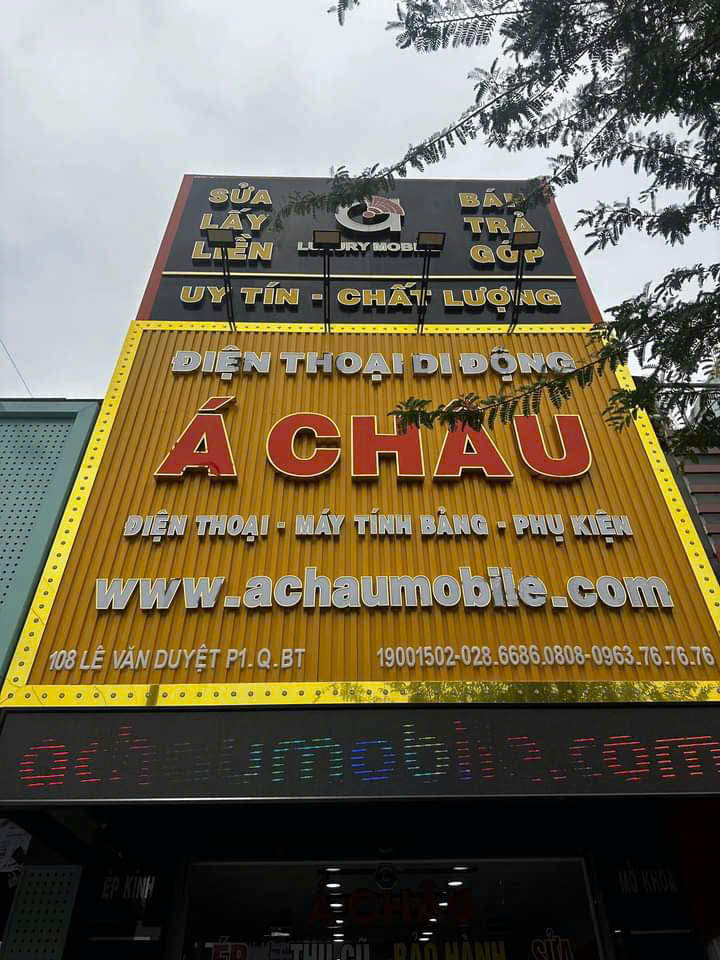 SỬA LẤY LIỀN
LUXURY MOBILE
BÁN TRẢ GÓP
UY TÍN - CHẤT LƯỢNG
ĐIỆN THOẠI DI ĐỘNG
Á CHÂU
ĐIỆN THOẠI - MÁY TÍNH BẢNG - PHỤ KIỆN
www.achaumobile.com
108 LÊ VĂN DUYỆT P1.Q.BT
19001502-028.6686.0808-0963.76.76.76
achaumobile.com
ÉP KÍNH
Á CHÂU
MỞ KHÓA
ÉP
THU CŨ
BẢO HÀNH
SỬA